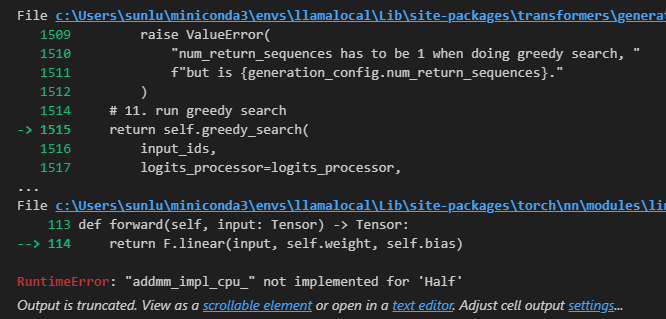 File c:\Users\sunlu\miniconda3\envs\llamalocal\Lib\site-packages\transformers\generat
1509 raise ValueError(
1510 "num_return_sequences has to be 1 when doing greedy search, "
1511 f"but is {generation_config.num_return_sequences}."
1512 )
1514 # 11. run greedy search
-> 1515 return self.greedy_search(
1516 input_ids,
1517 logits_processor=logits_processor,
...
File c:\Users\sunlu\miniconda3\envs\llamalocal\Lib\site-packages\torch\nn\modules\lin
113 def forward(self, input: Tensor) -> Tensor:
--> 114 return F.linear(input, self.weight, self.bias)
RuntimeError: "addmm_impl_cpu_" not implemented for 'Half'
Output is truncated. View as a scrollable element or open in a text editor. Adjust cell output settings...